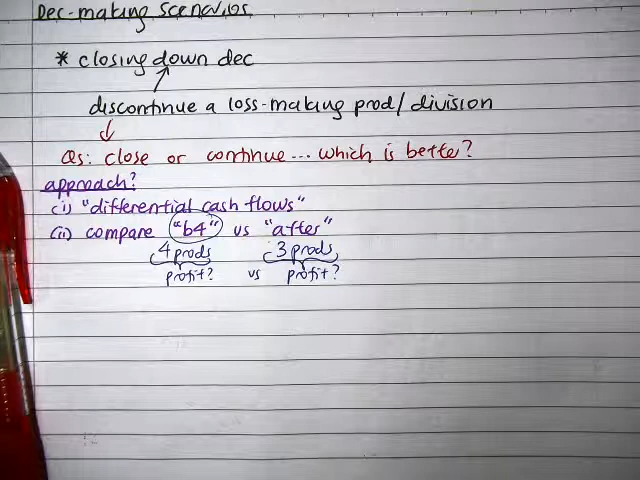 Dec-making scenarios
* closing down dec
discontinue a loss-making prod/division
Qs: close or continue... which is better?
approach?
(i) "differential cash flows"
(ii) compare "b4" vs "after"
4 prods 3 prods
profit? vs profit?